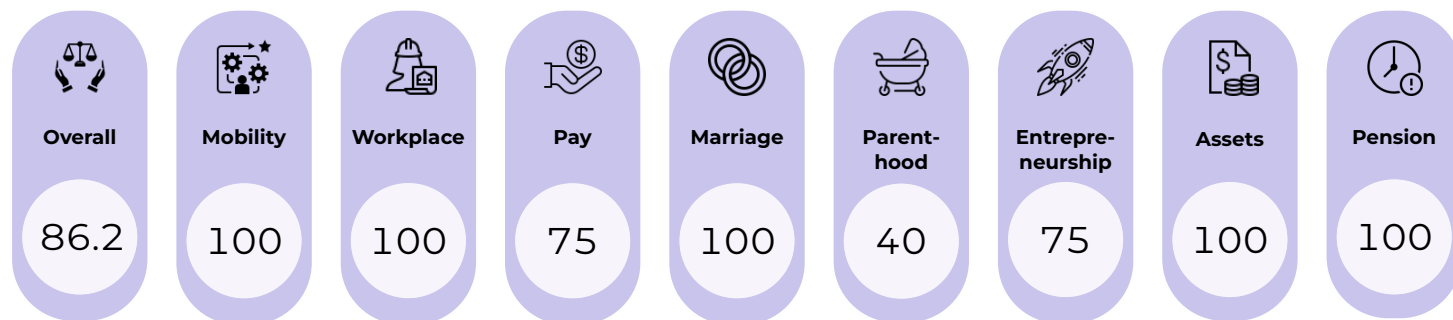 Overall
86.2
Mobility
100
Workplace
100
$
Pay
75
Marriage
100
Parent-
hood
40
Entrepre-
neurship
75
$
Assets
100
Pension
100